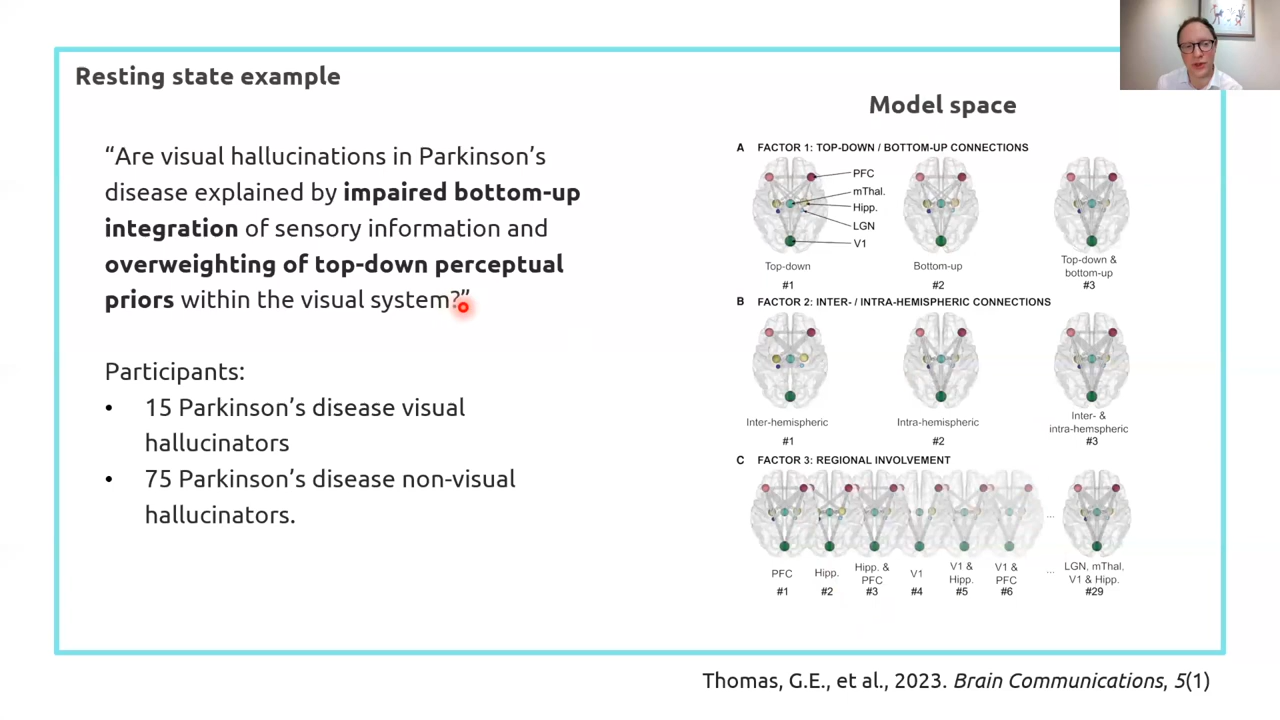 Resting state example
“Are visual hallucinations in Parkinson’s
disease explained by impaired bottom-up
integration of sensory information and
overweighting of top-down perceptual
priors within the visual system?”
Participants:
• 15 Parkinson’s disease visual
hallucinators
• 75 Parkinson’s disease non-visual
hallucinators.
Model space
A FACTOR 1: TOP-DOWN / BOTTOM-UP CONNECTIONS
PFC
mThal.
Hipp.
LGN
V1
Top-down
#1
Bottom-up
#2
Top-down &
bottom-up
#3
B FACTOR 2: INTER- / INTRA-HEMISPHERIC CONNECTIONS
Inter-hemispheric
#1
Intra-hemispheric
#2
Inter- &
intra-hemspheric
#3
C FACTOR 3: REGIONAL INVOLVEMENT
PFC
#1
Hipp.
#2
Hipp. &
PFC
#3
V1
#4
V1 &
Hipp.
#5
V1 &
PFC
#6
...
...
LGN, mThal,
V1 & Hipp.
#29
Thomas, G.E., et al., 2023. Brain Communications, 5(1)